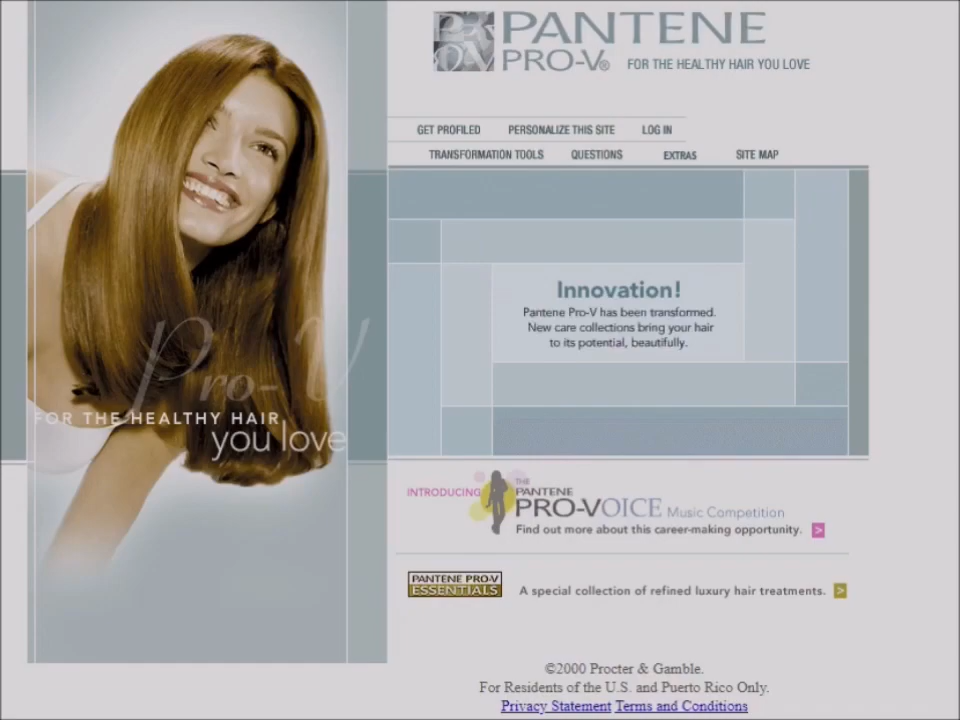 PRO V
PANTENE
PRO-V® FOR THE HEALTHY HAIR YOU LOVE
GET PROFILED PERSONALIZE THIS SITE LOG IN
TRANSFORMATION TOOLS QUESTIONS EXTRAS SITE MAP
Innovation!
Pantene Pro-V has been transformed.
New care collections bring your hair
to its potential, beautifully.
Pro-V
FOR THE HEALTHY HAIR
you love
INTRODUCING THE PANTENE
PRO-VOICE Music Competition
Find out more about this career-making opportunity. >
PANTENE PRO-V
ESSENTIALS
A special collection of refined luxury hair treatments. >
©2000 Procter & Gamble.
For Residents of the U.S. and Puerto Rico Only.
Privacy Statement Terms and Conditions